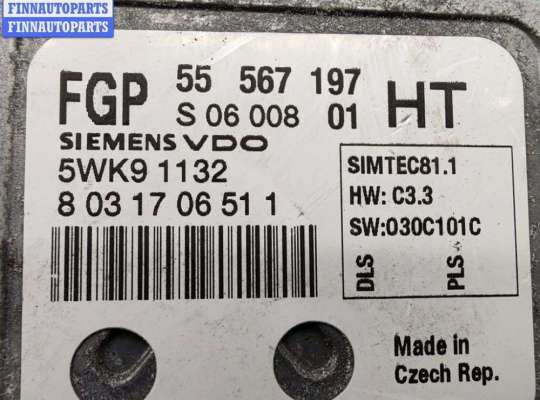 FINNAUTOPARTS
FINNAUTOPARTS
FGP 55 567 197 HT
S 06 008 01
SIEMENS VDO
5WK9 1132
8 03 17 06 51 1
SIMTEC81.1
HW: C3.3
SW:030C101C
DLS
PLS
Made in
Czech Rep.